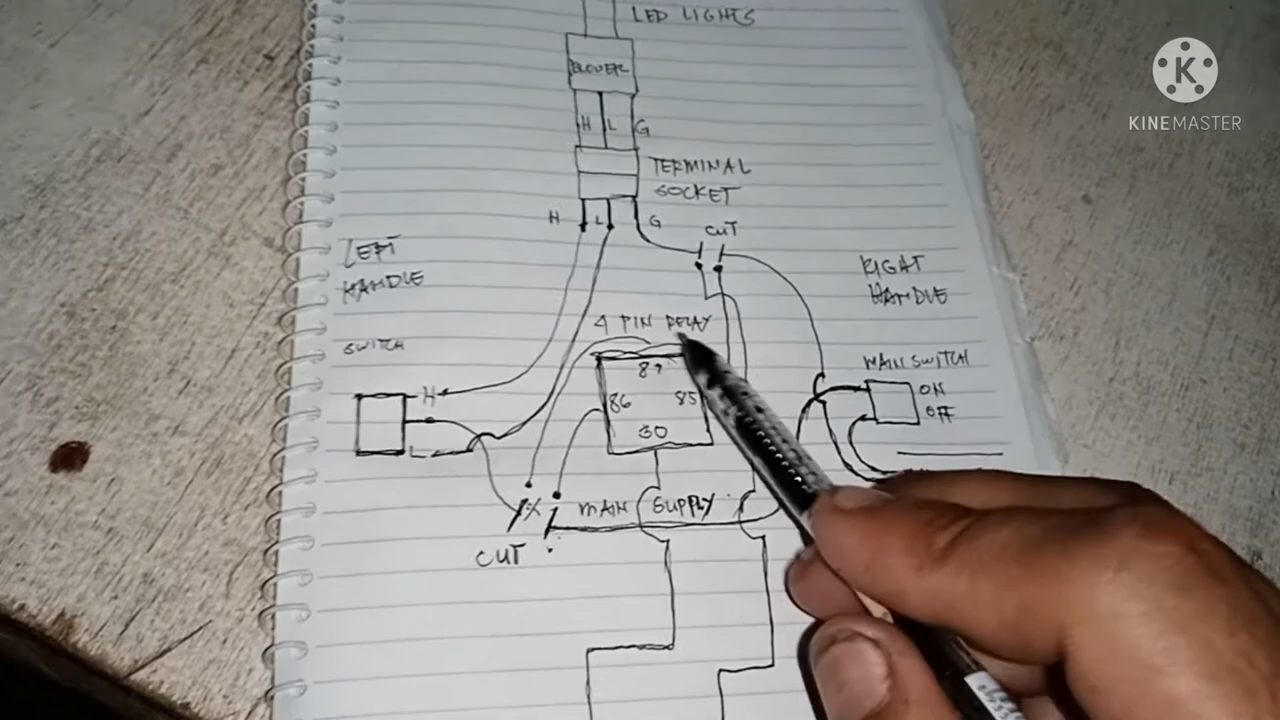 LED LIGHTS
BLOWER
H L G
TERMINAL
SOCKET
H L G
CUT
LEFT
HANDLE
RIGHT
HANDLE
4 PIN RELAY
SWITCH
MAIN SWITCH
87
H
86 85
ON
OFF
30
L
X MAIN SUPPLY
CUT
K
KINEMASTER